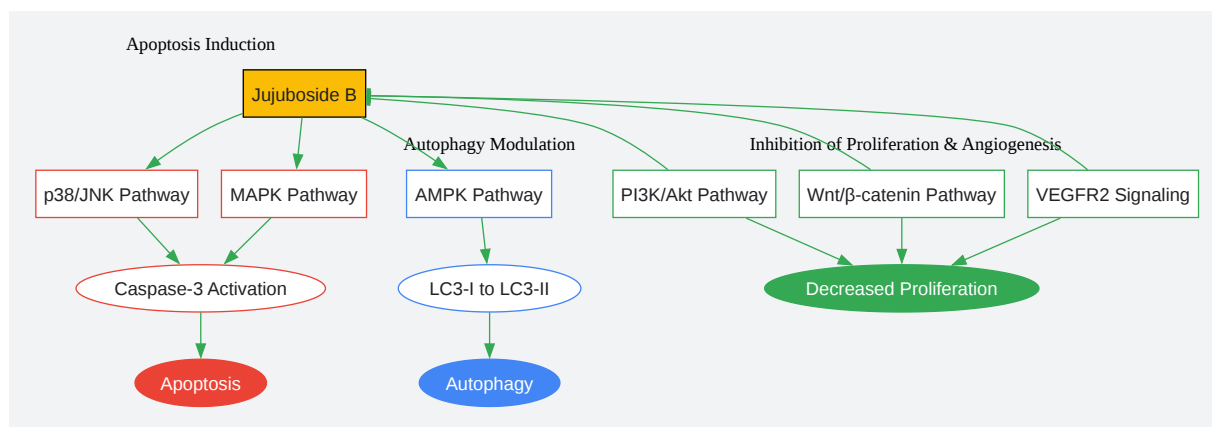 Apoptosis Induction
Jujuboside B
Autophagy Modulation
Inhibition of Proliferation & Angiogenesis
p38/JNK Pathway
MAPK Pathway
AMPK Pathway
PI3K/Akt Pathway
Wnt/β-catenin Pathway
VEGFR2 Signaling
Caspase-3 Activation
LC3-I to LC3-II
Decreased Proliferation
Apoptosis
Autophagy